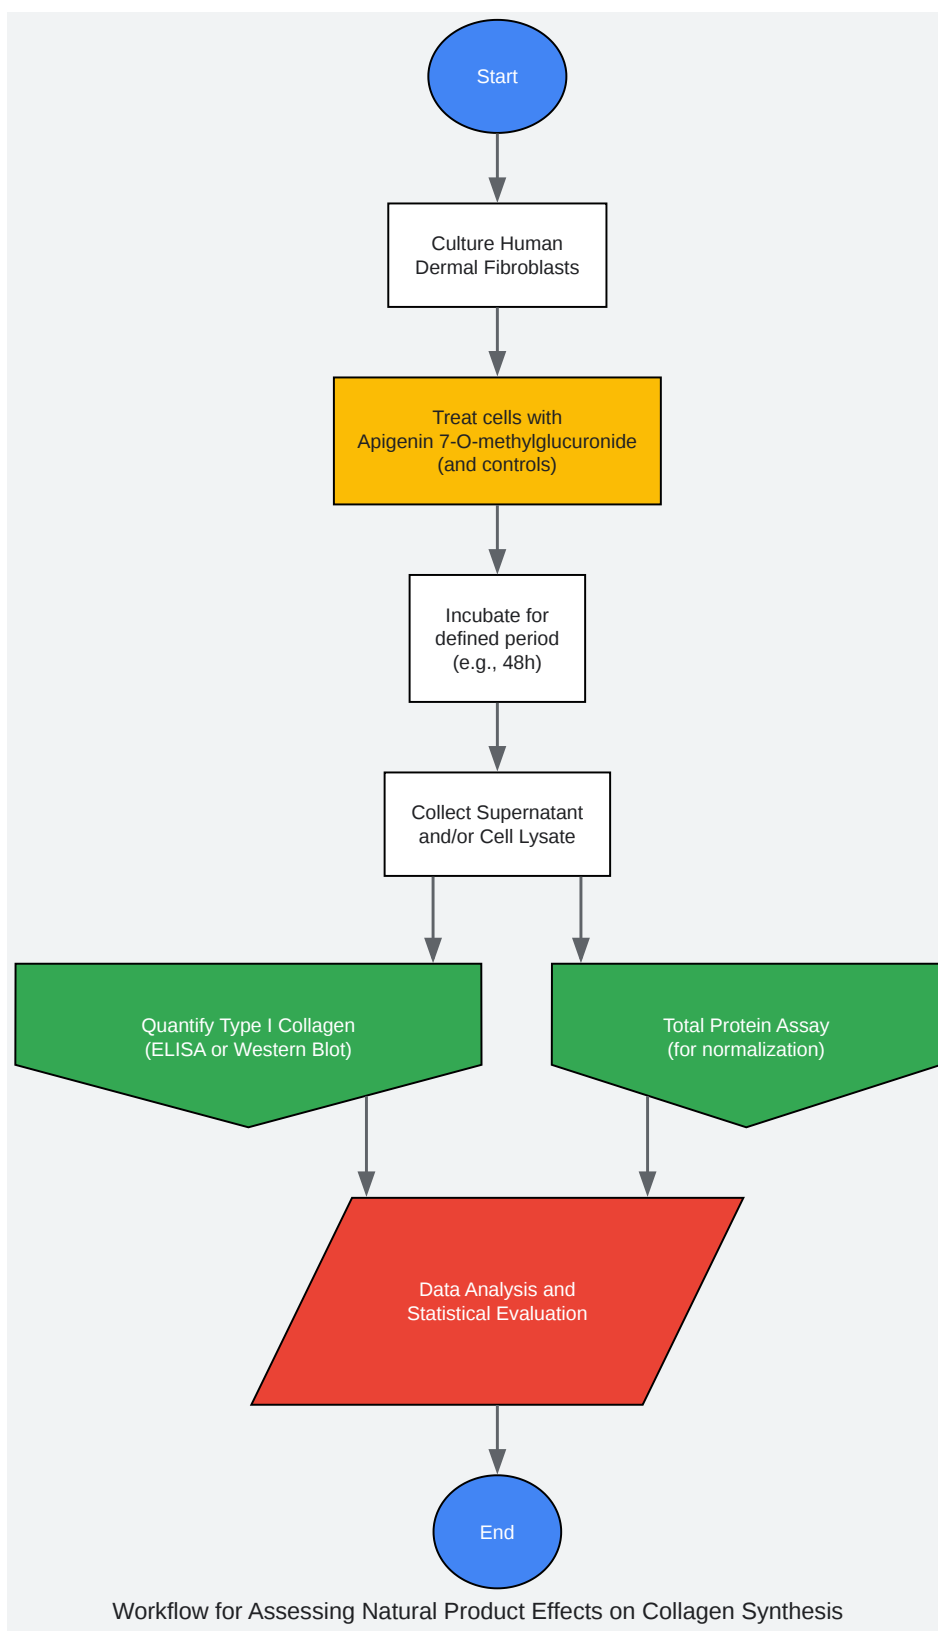 Start
Culture Human
Dermal Fibroblasts
Treat cells with
Apigenin 7-O-methylglucuronide
(and controls)
Incubate for
defined period
(e.g., 48h)
Collect Supernatant
and/or Cell Lysate
Quantify Type I Collagen
(ELISA or Western Blot)
Total Protein Assay
(for normalization)
Data Analysis and
Statistical Evaluation
End
Workflow for Assessing Natural Product Effects on Collagen Synthesis